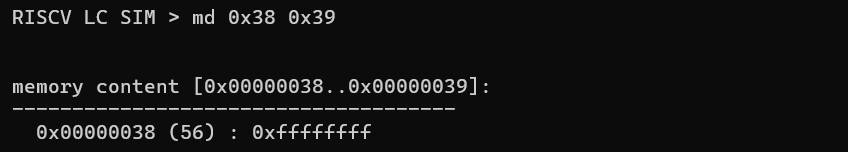 RISCV LC SIM > md 0x38 0x39
memory content [0x00000038..0x00000039]:
-------------------------------------
0x00000038 (56) : 0xffffffff